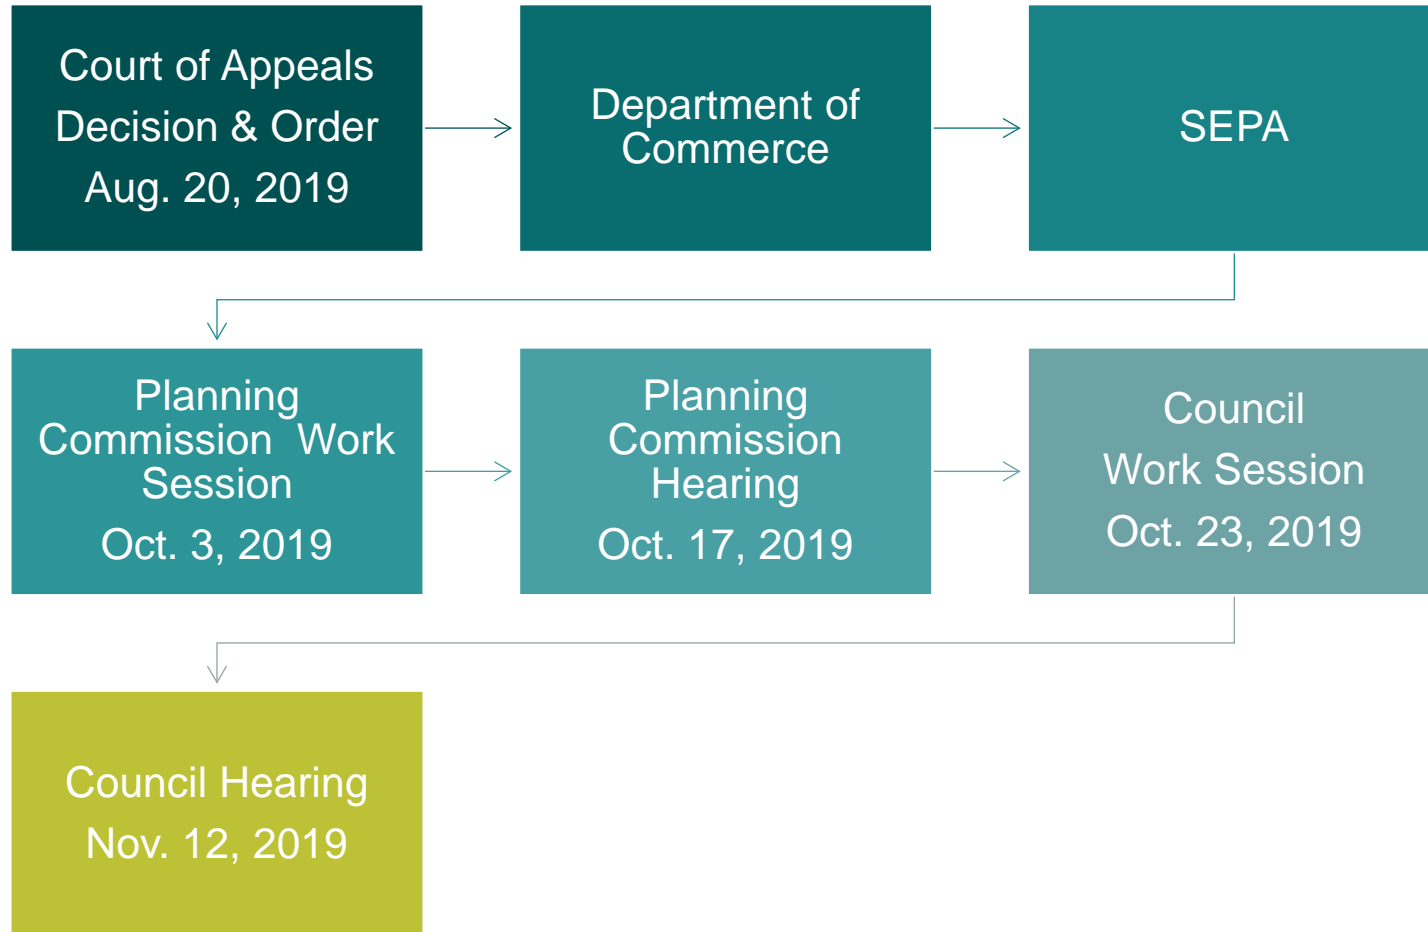 Court of Appeals
Decision & Order
Aug. 20, 2019
Department of
Commerce
SEPA
Planning
Commission  Work
Session
Oct. 3, 2019
Planning
Commission
Hearing
Oct. 17, 2019
Council
Work Session
Oct. 23, 2019
Council Hearing
Nov. 12, 2019